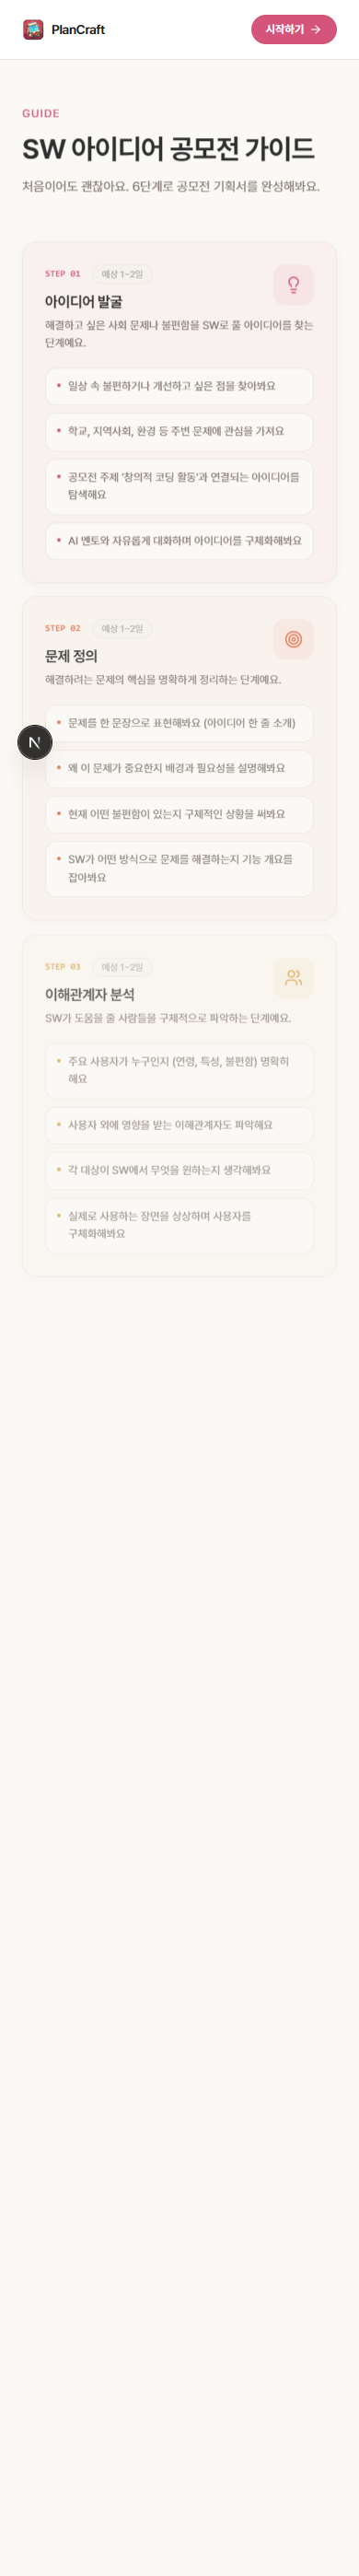 PlanCraft
시작하기 →
GUIDE
SW 아이디어 공모전 가이드
처음이어도 괜찮아요. 6단계로 공모전 기획서를 완성해봐요.
STEP 01 예상 1~2일
아이디어 발굴
해결하고 싶은 사회 문제나 불편함을 SW로 풀 아이디어를 찾는
단계예요.
일상 속 불편하거나 개선하고 싶은 점을 찾아봐요
학교, 지역사회, 환경 등 주변 문제에 관심을 가져요
공모전 주제 '창의적 코딩 활동'과 연결되는 아이디어를
탐색해요
AI 멘토와 자유롭게 대화하며 아이디어를 구체화해봐요
STEP 02 예상 1~2일
문제 정의
해결하려는 문제의 핵심을 명확하게 정리하는 단계예요.
문제를 한 문장으로 표현해봐요 (아이디어 한 줄 소개)
N
왜 이 문제가 중요한지 배경과 필요성을 설명해봐요
현재 어떤 불편함이 있는지 구체적인 상황을 써봐요
SW가 어떤 방식으로 문제를 해결하는지 기능 개요를
잡아봐요
STEP 03 예상 1~2일
이해관계자 분석
SW가 도움을 줄 사람들을 구체적으로 파악하는 단계예요.
주요 사용자가 누구인지 (연령, 특성, 불편함) 명확히
해요
사용자 외에 영향을 받는 이해관계자도 파악해요
각 대상이 SW에서 무엇을 원하는지 생각해봐요
실제로 사용하는 장면을 상상하며 사용자를
구체화해봐요